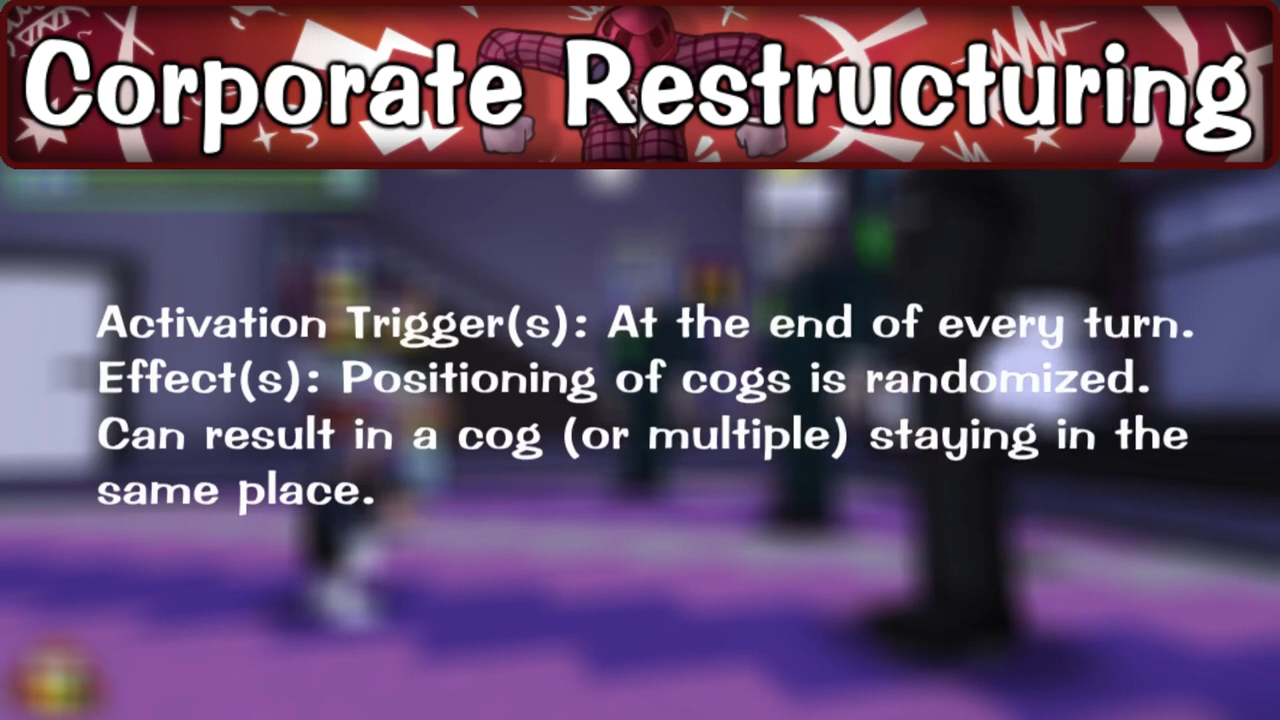 Corporate Restructuring
Activation Trigger(s): At the end of every turn.
Effect(s): Positioning of cogs is randomized.
Can result in a cog (or multiple) staying in the
same place.